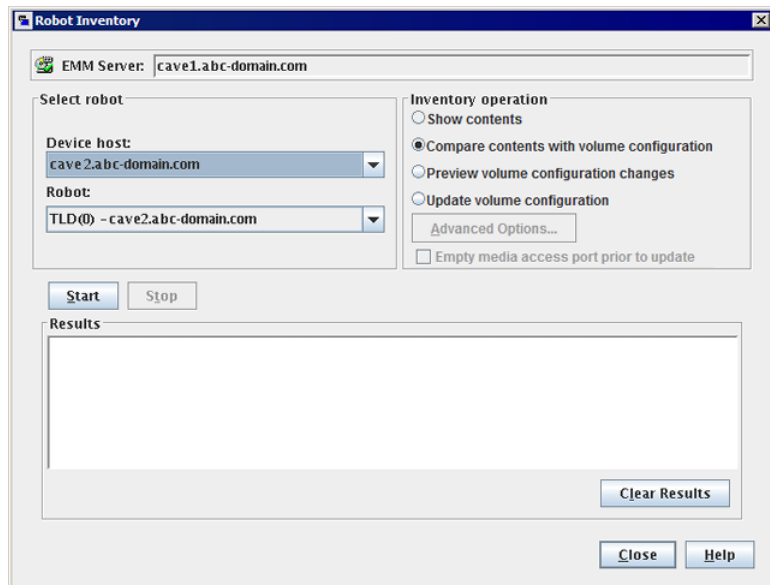 Robot Inventory
EMM Server: cave1.abc-domain.com
Select robot
Device host:
cave2.abc-domain.com
Robot:
TLD(0) - cave2.abc-domain.com
Inventory operation
Show contents
Compare contents with volume configuration
Preview volume configuration changes
Update volume configuration
Advanced Options...
Empty media access port prior to update
Start Stop
Results
Clear Results
Close Help